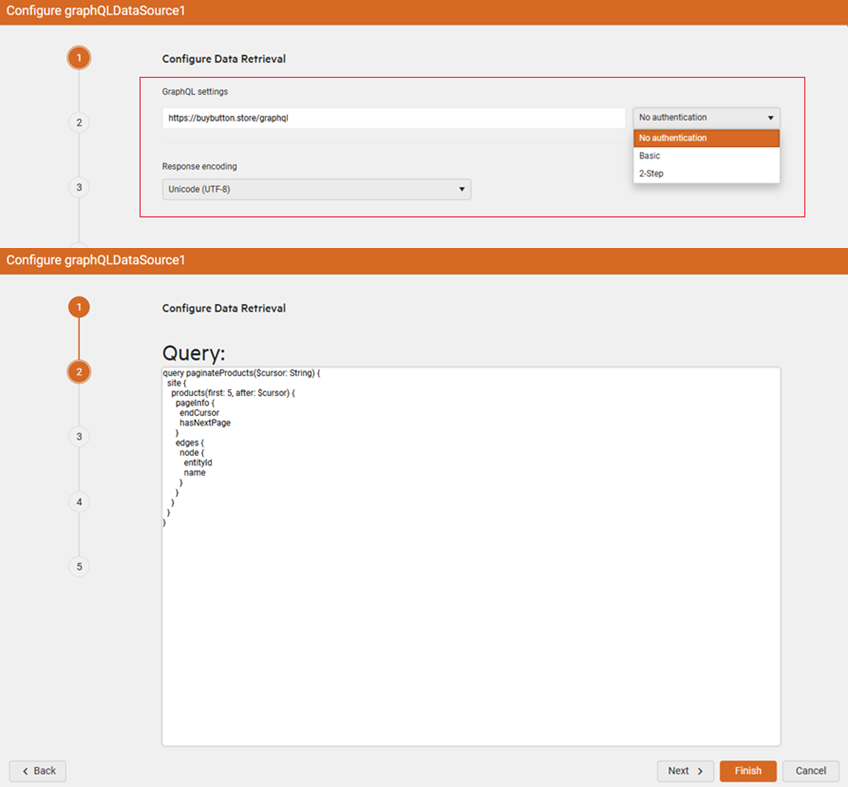 Configure graphQLDataSource1
1
Configure Data Retrieval
GraphQL settings
https://buybutton.store/graphql
No authentication
No authentication
Basic
2-Step
2
Response encoding
Unicode (UTF-8)
3
Configure graphQLDataSource1
1
Configure Data Retrieval
Query:
2
query paginateProducts($cursor: String) {
site {
products(first: 5, after: $cursor) {
pageInfo {
endCursor
hasNextPage
}
edges {
node {
entityId
name
}
}
}
}
}
3
4
5
Back
Next
Finish
Cancel